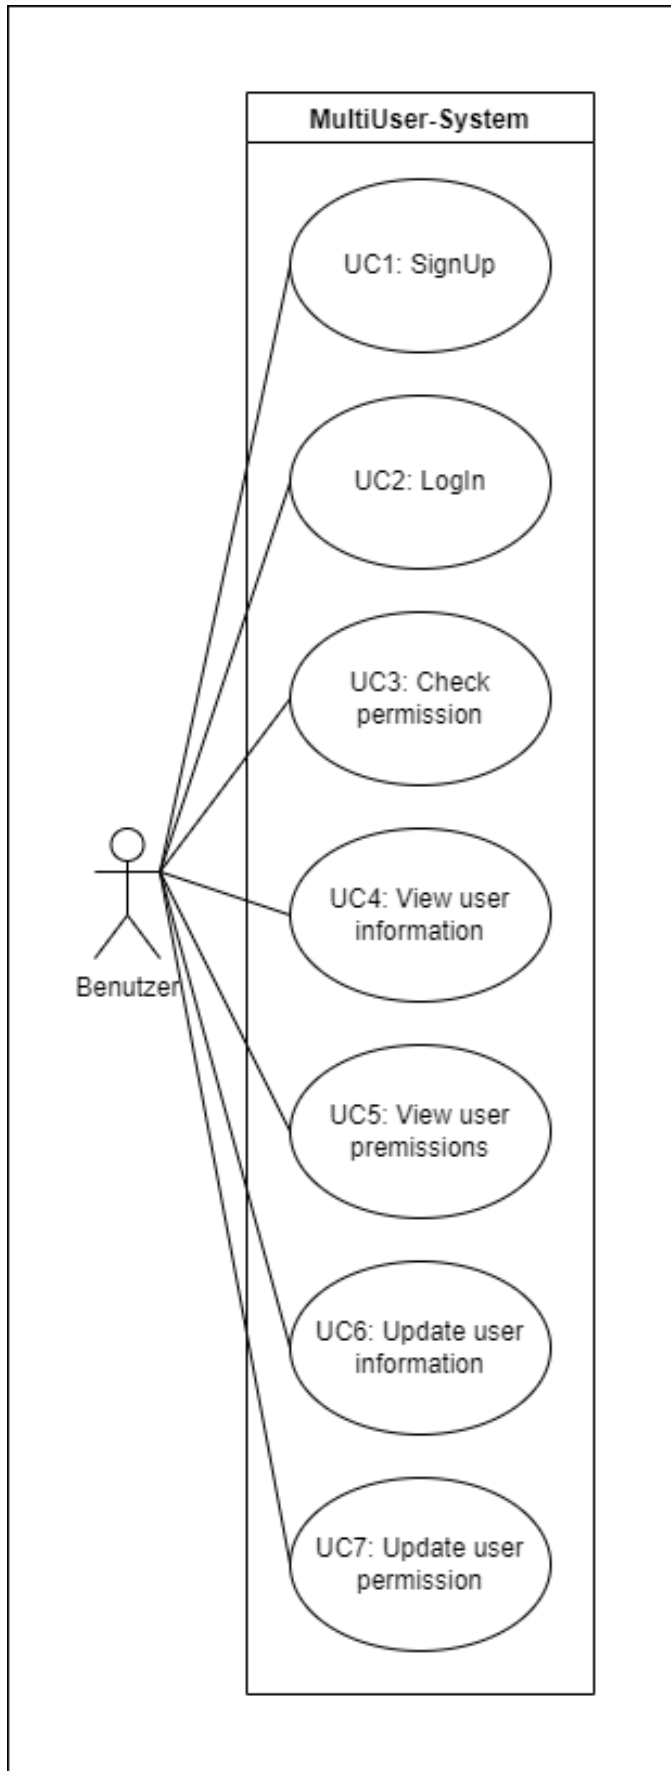 MultiUser-System
UC1: SignUp
UC2: LogIn
UC3: Check
permission
UC4: View user
information
Benutzer
UC5: View user
premissions
UC6: Update user
information
UC7: Update user
permission